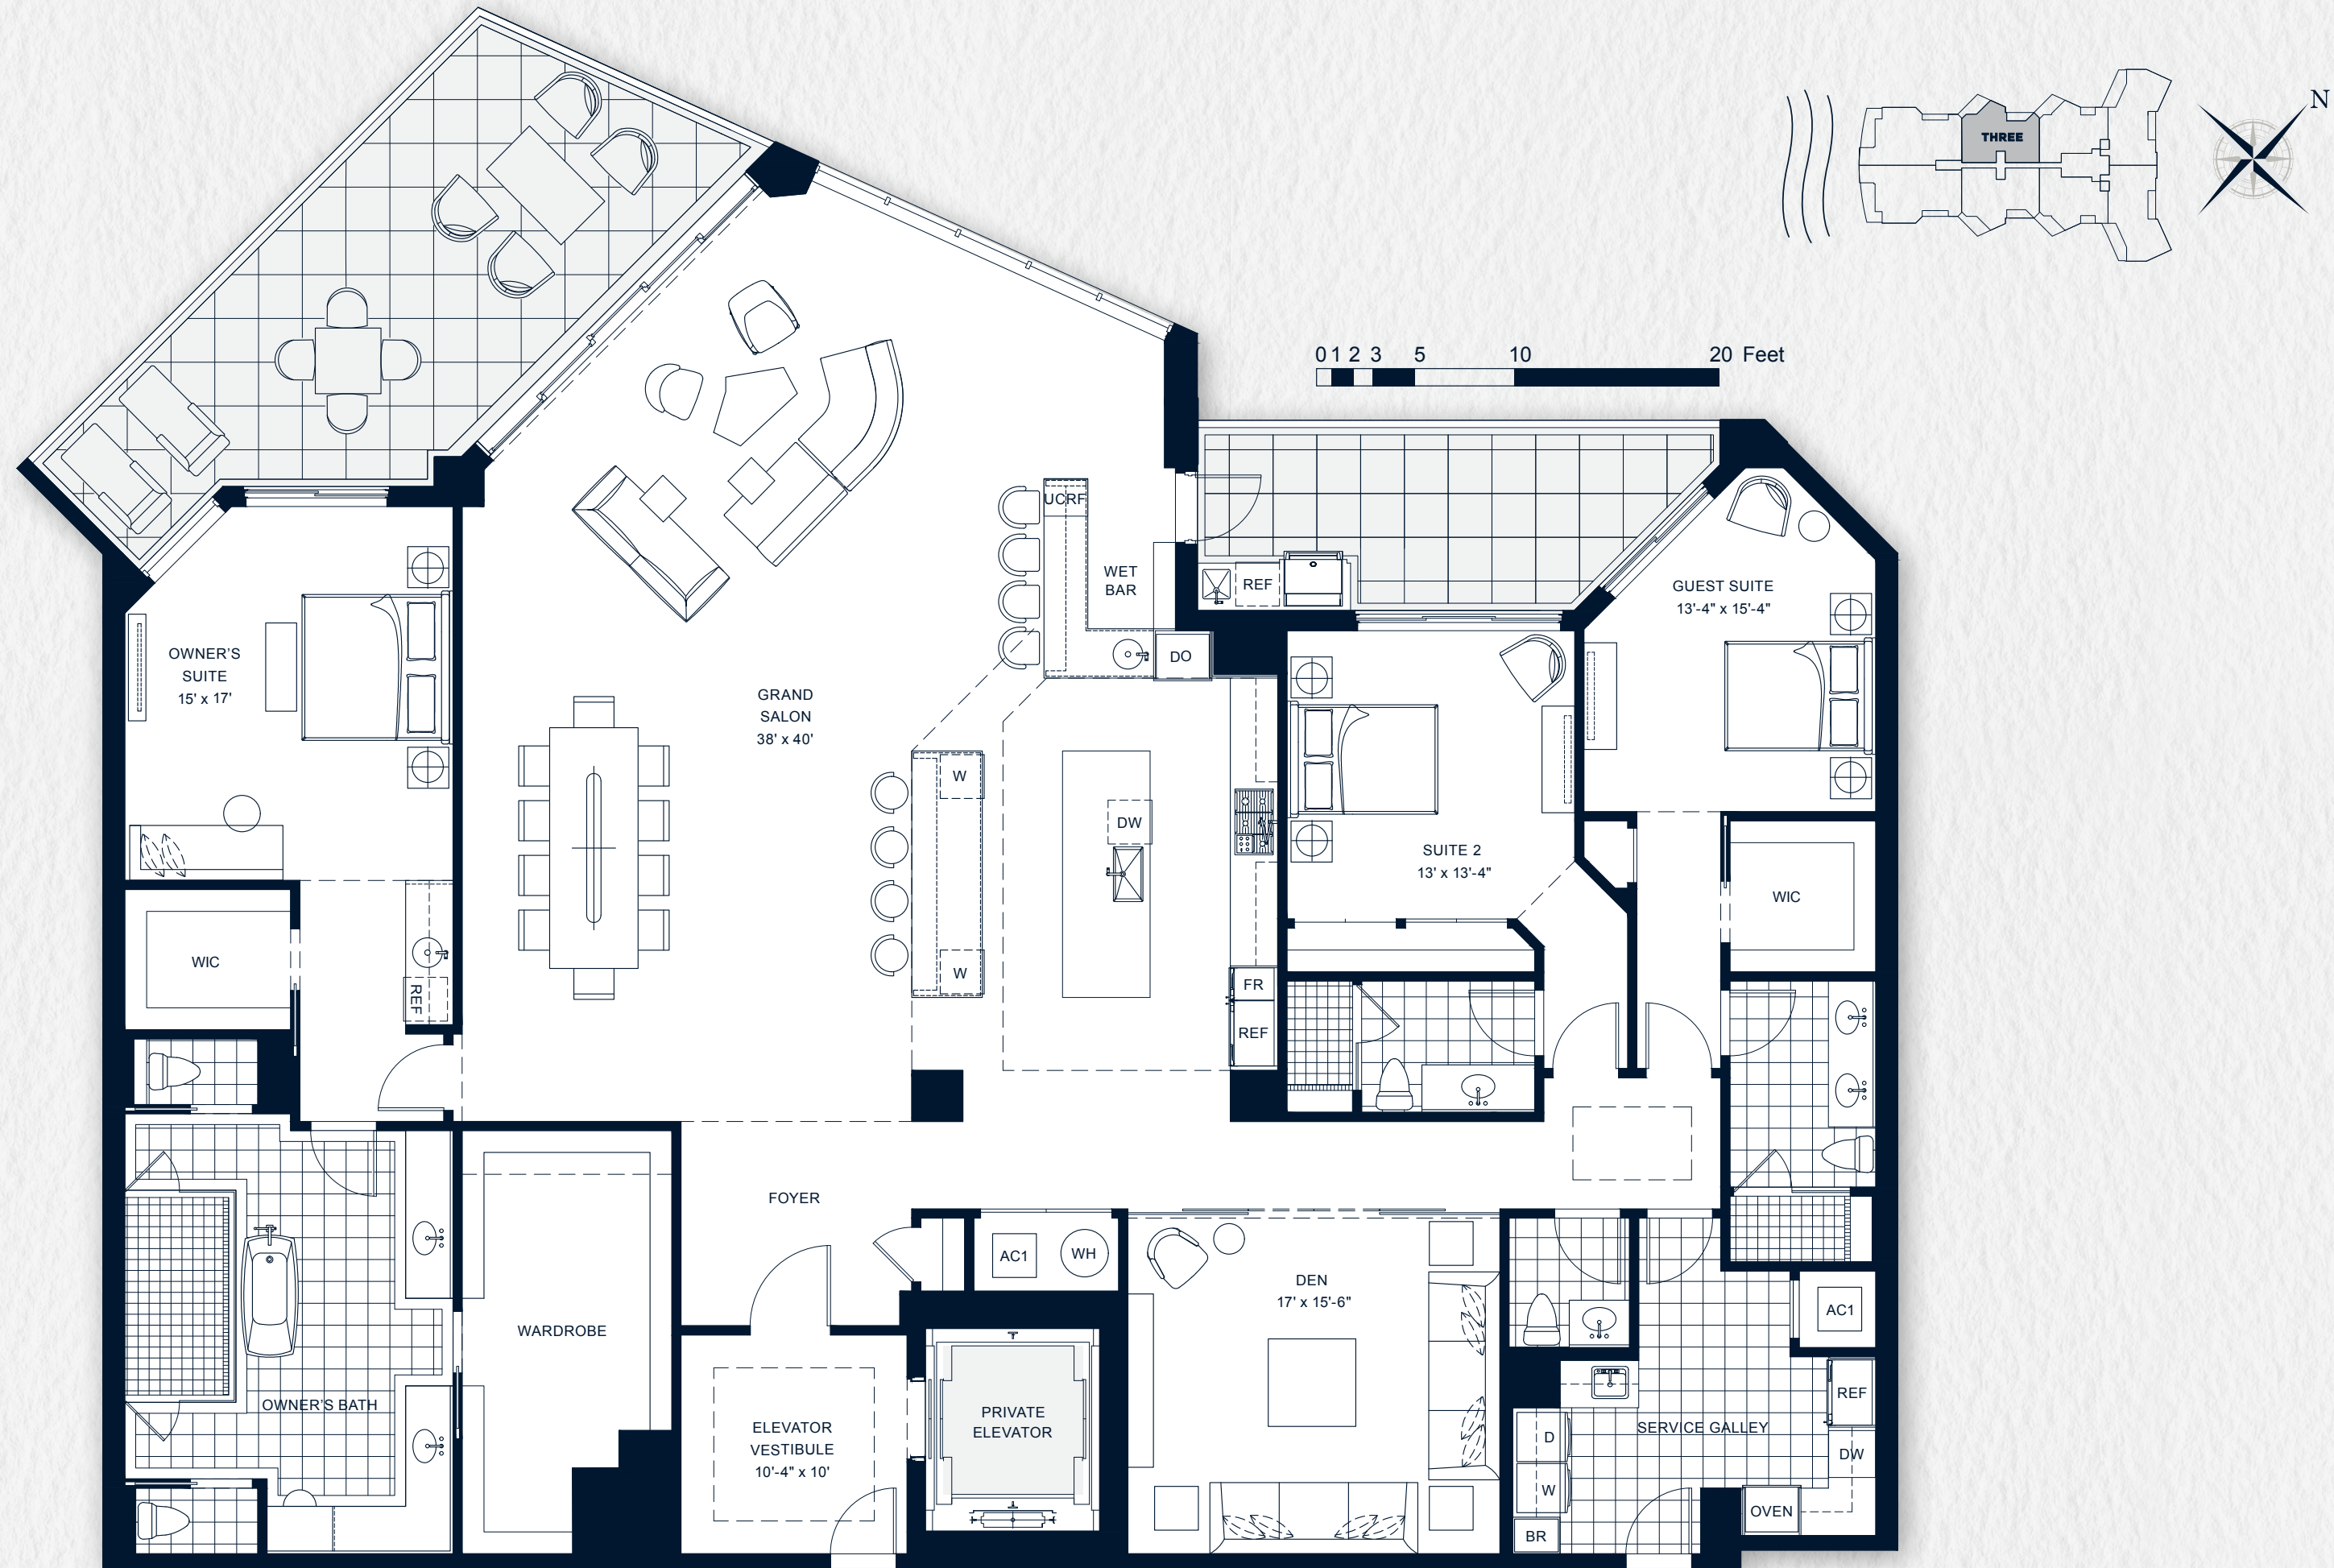 N
THREE
0 1 2 3 5 10 20 Feet
UCRF
WET
BAR
REF
GUEST SUITE
13'-4" x 15'-4"
OWNER'S
SUITE
15' x 17'
DO
GRAND
SALON
38' x 40'
W
DW
SUITE 2
13' x 13'-4"
WIC
WIC
W
REF
FR
REF
FOYER
AC1
WH
DEN
17' x 15'-6"
AC1
WARDROBE
OWNER'S BATH
ELEVATOR
VESTIBULE
10'-4" x 10'
PRIVATE
ELEVATOR
REF
SERVICE GALLEY
D
DW
W
OVEN
BR